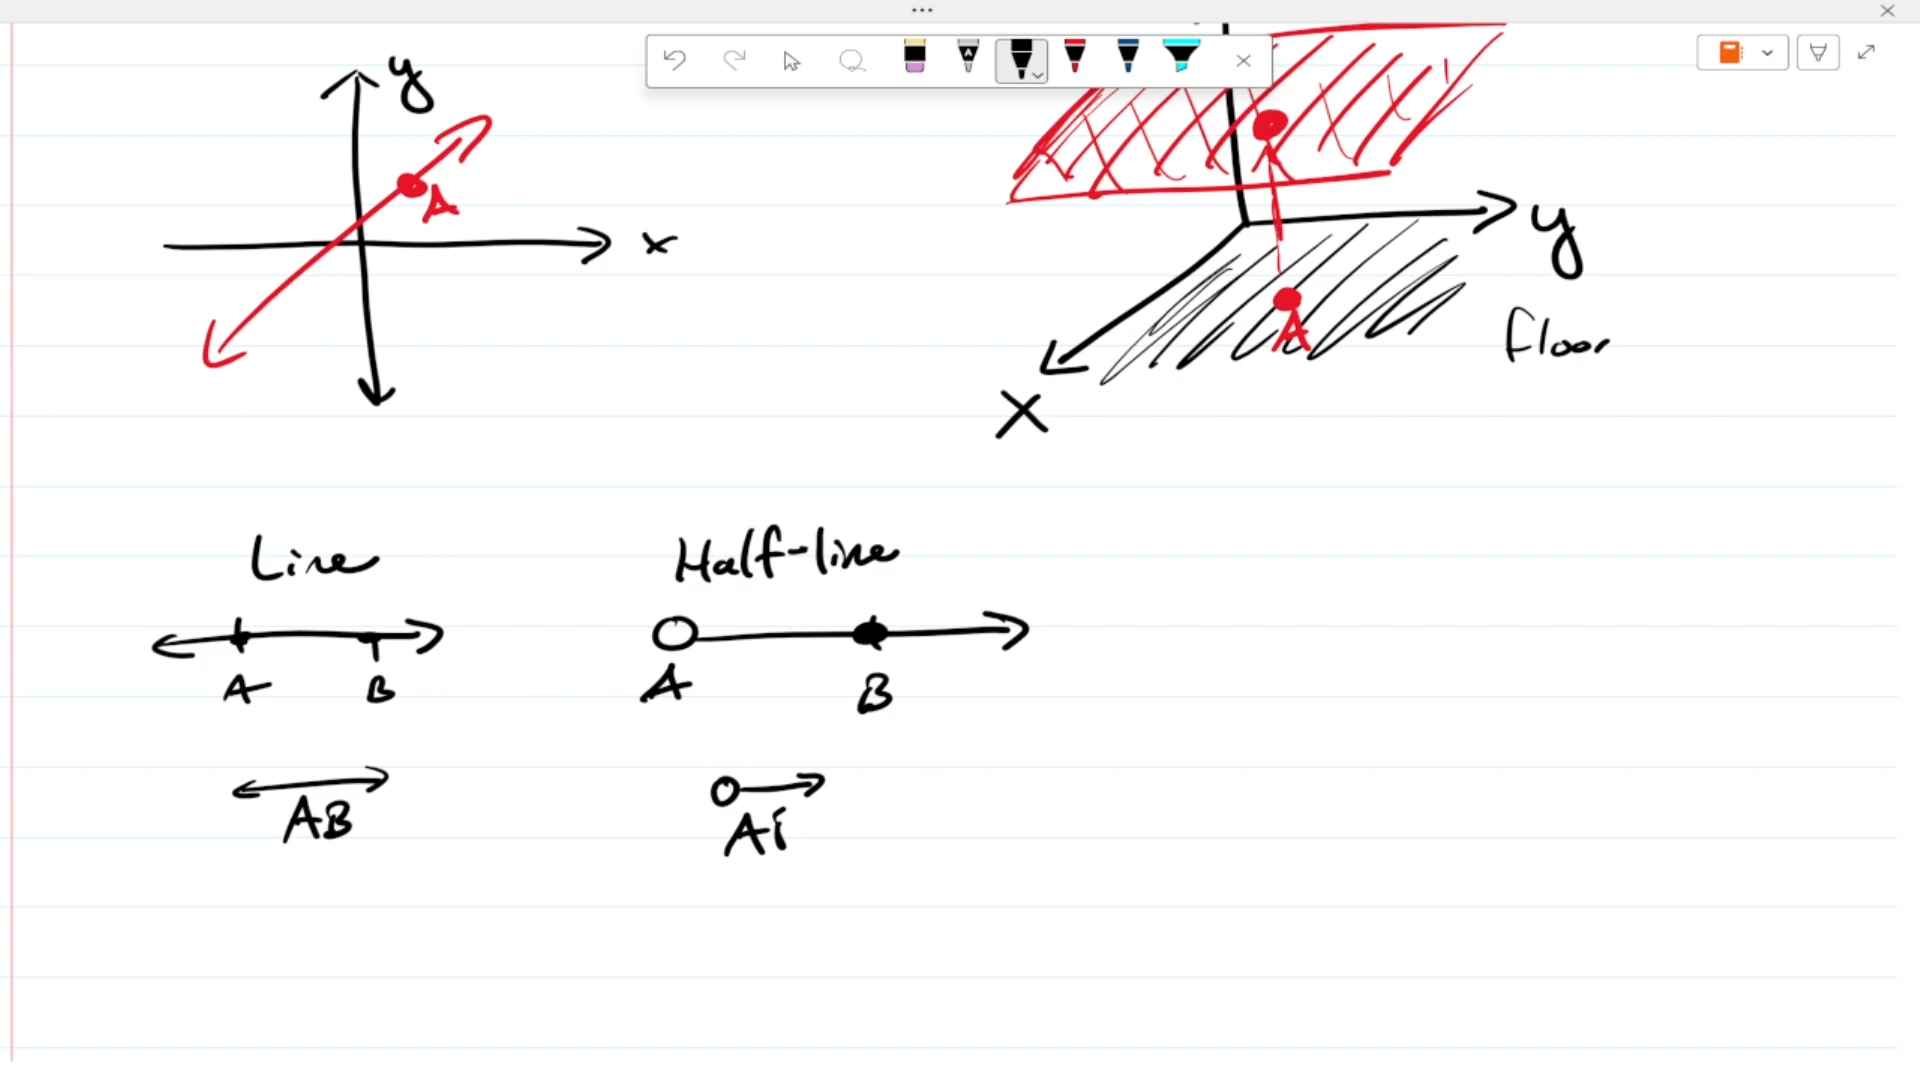 y
A
x
y
A
floor
X
Line Half-line
A B A B
AB A